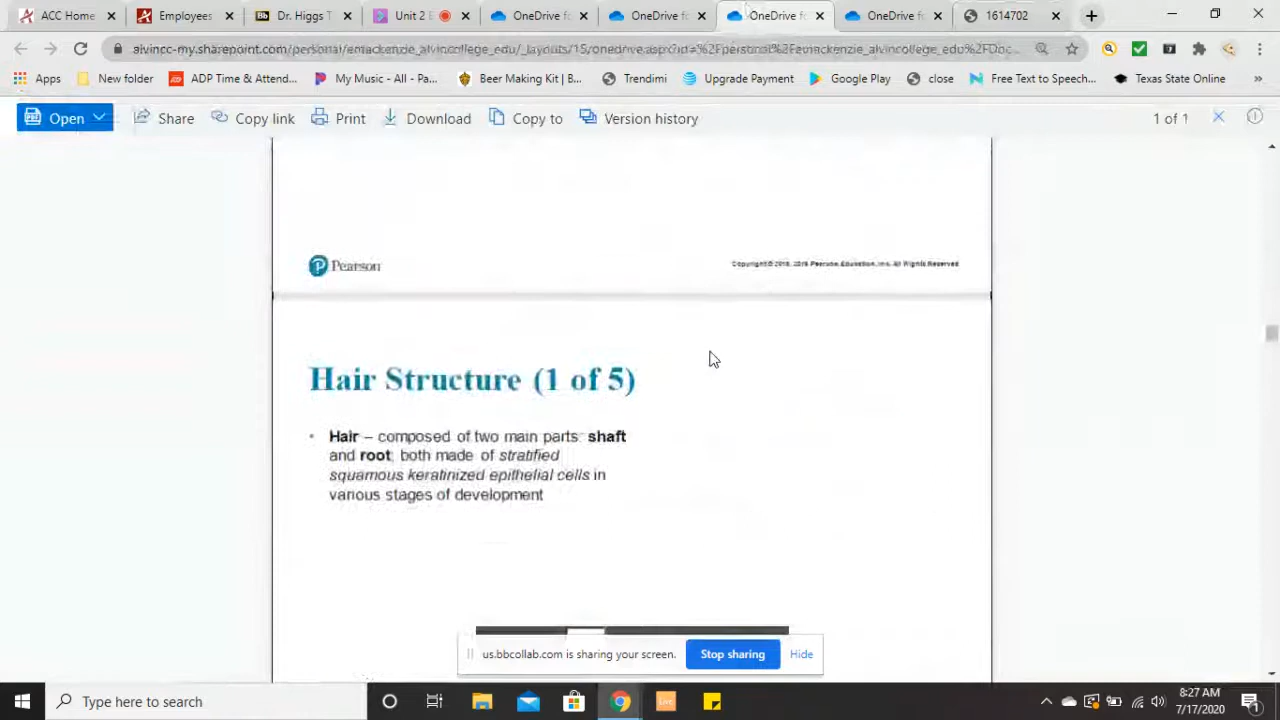 ACC Home
Employees
Dr. Higgs T
Unit 2 E
OneDrive fo
OneDrive fo
OneDrive fo
OneDrive fo
1614702
Apps
New folder
ADP Time & Attend...
My Music - All - Pa...
Beer Making Kit | B...
Trendimi
Upgrade Payment
Google Play
close
Free Text to Speech...
Texas State Online
»
Open
Share
Copy link
Print
Download
Copy to
Version history
1 of 1
Pearson
Hair Structure (1 of 5)
• Hair – composed of two main parts: shaft
and root; both made of stratified
squamous keratinized epithelial cells in
various stages of development
us.bbcollab.com is sharing your screen.
Stop sharing
Hide
Type here to search
8:27 AM
7/17/2020